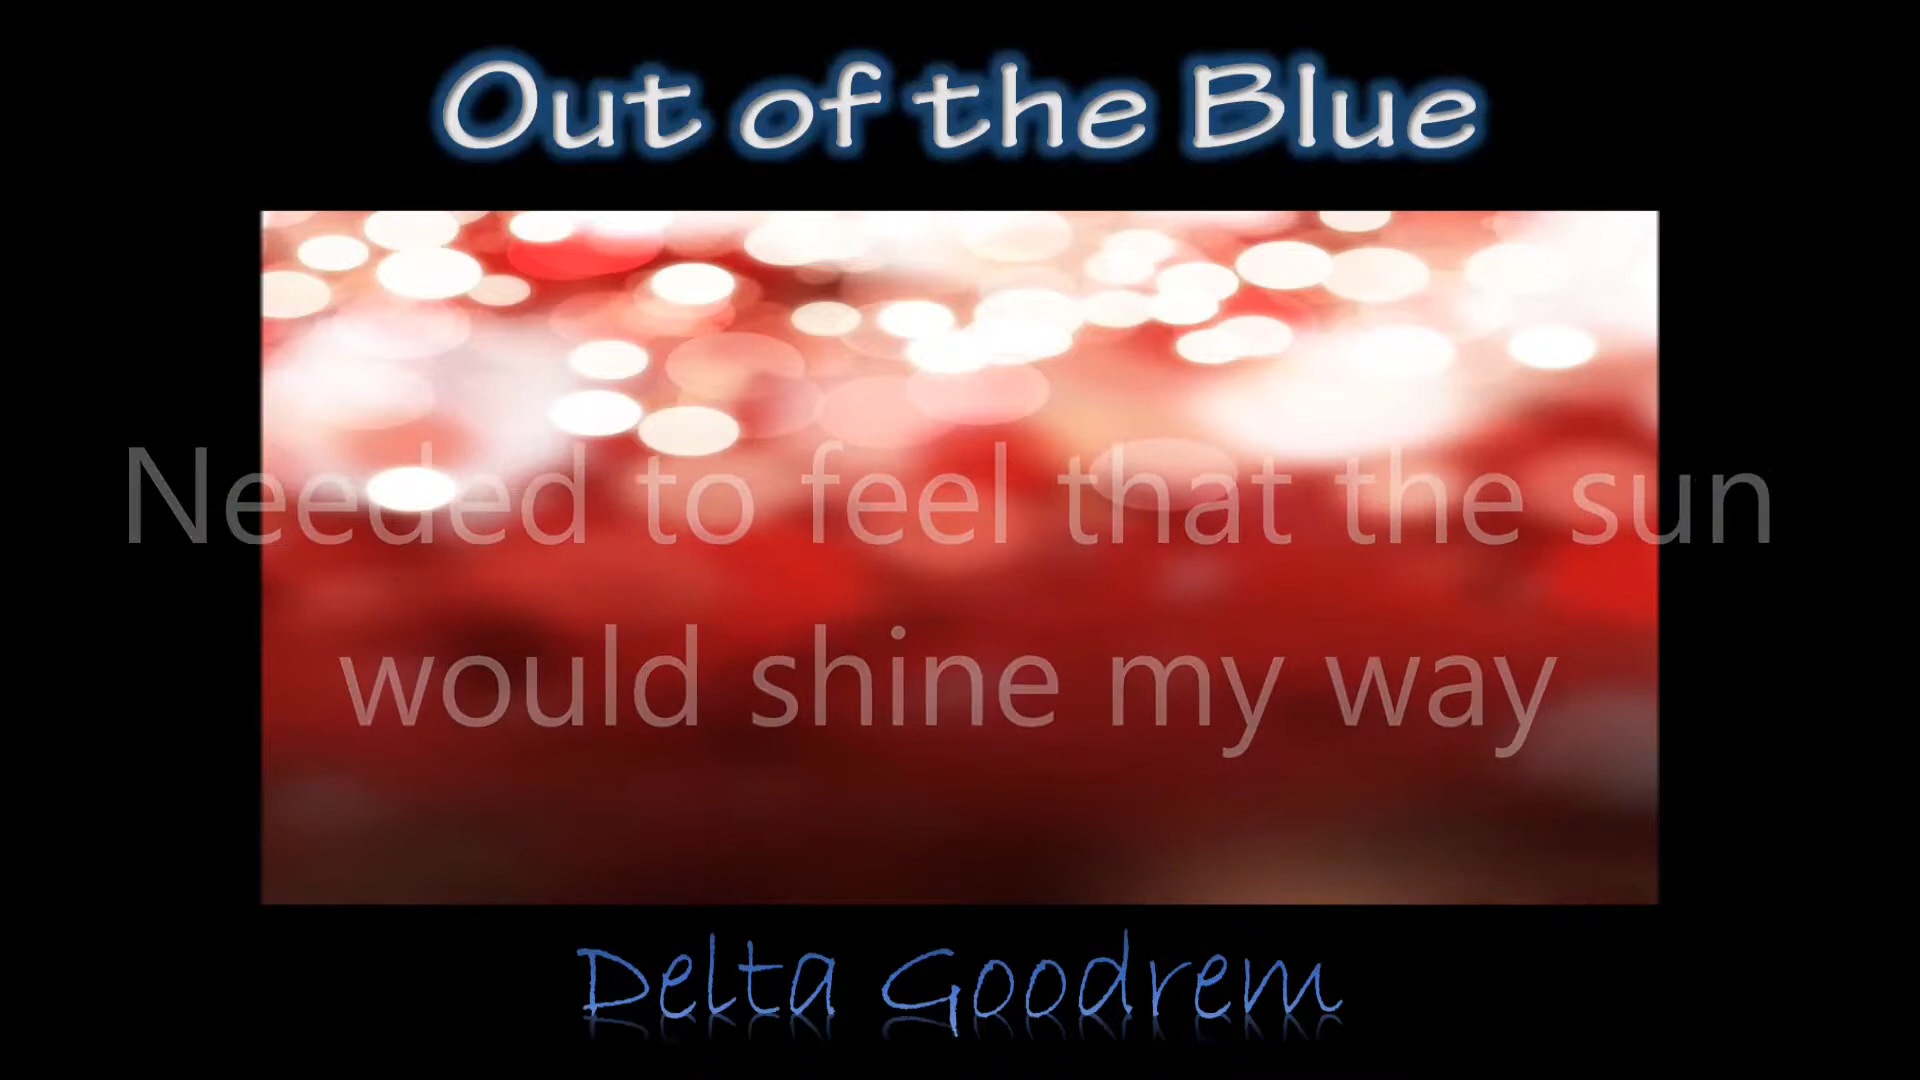 Out of the Blue
Needed to feel that the sun
would shine my way
Delta Goodrem